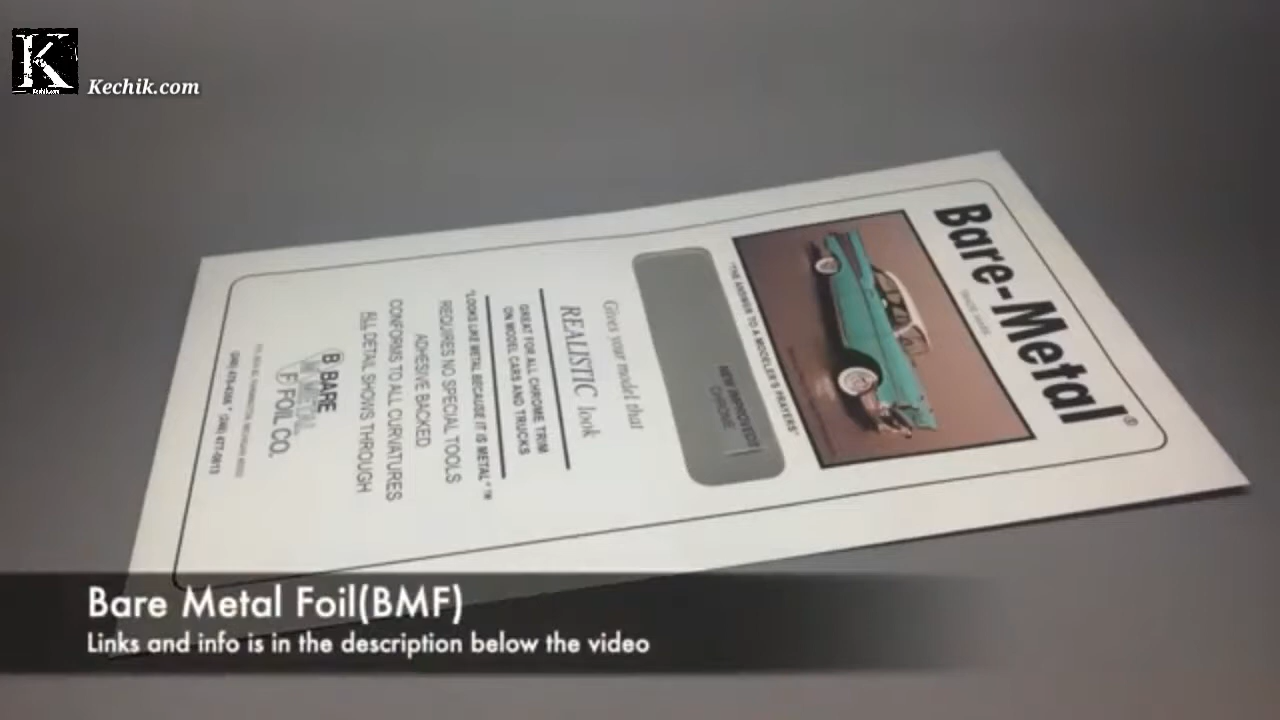 K
Kechik.com
Bare-Metal®
"THE ANSWER TO A MODELER'S PRAYERS"
NEW IMPROVED!!
CHROME
Gives your model that
REALISTIC look
GREAT FOR ALL CHROME TRIM
ON MODEL CARS AND TRUCKS
"LOOKS LIKE METAL BECAUSE IT IS METAL"™
REQUIRES NO SPECIAL TOOLS
ADHESIVE BACKED
CONFORMS TO ALL CURVATURES
ALL DETAIL SHOWS THROUGH
B BARE
METAL
F FOIL CO.
Bare Metal Foil(BMF)
Links and info is in the description below the video